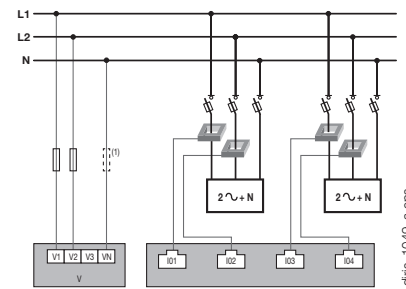 L1
L2
N
(1)
2 ∿ + N
2 ∿ + N
V1 V2 V3 VN
V
I01 I02 I03 I04